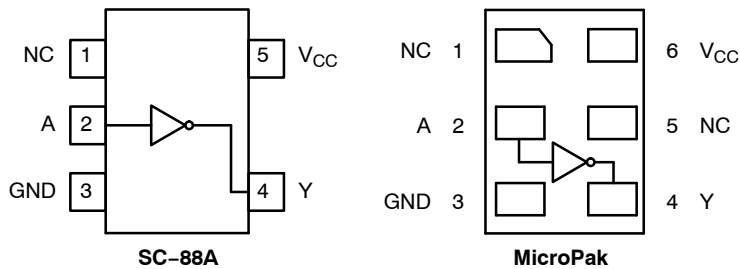 NC 1 5 VCC
A 2
GND 3 4 Y
SC–88A
NC 1 6 VCC
A 2 5 NC
GND 3 4 Y
MicroPak